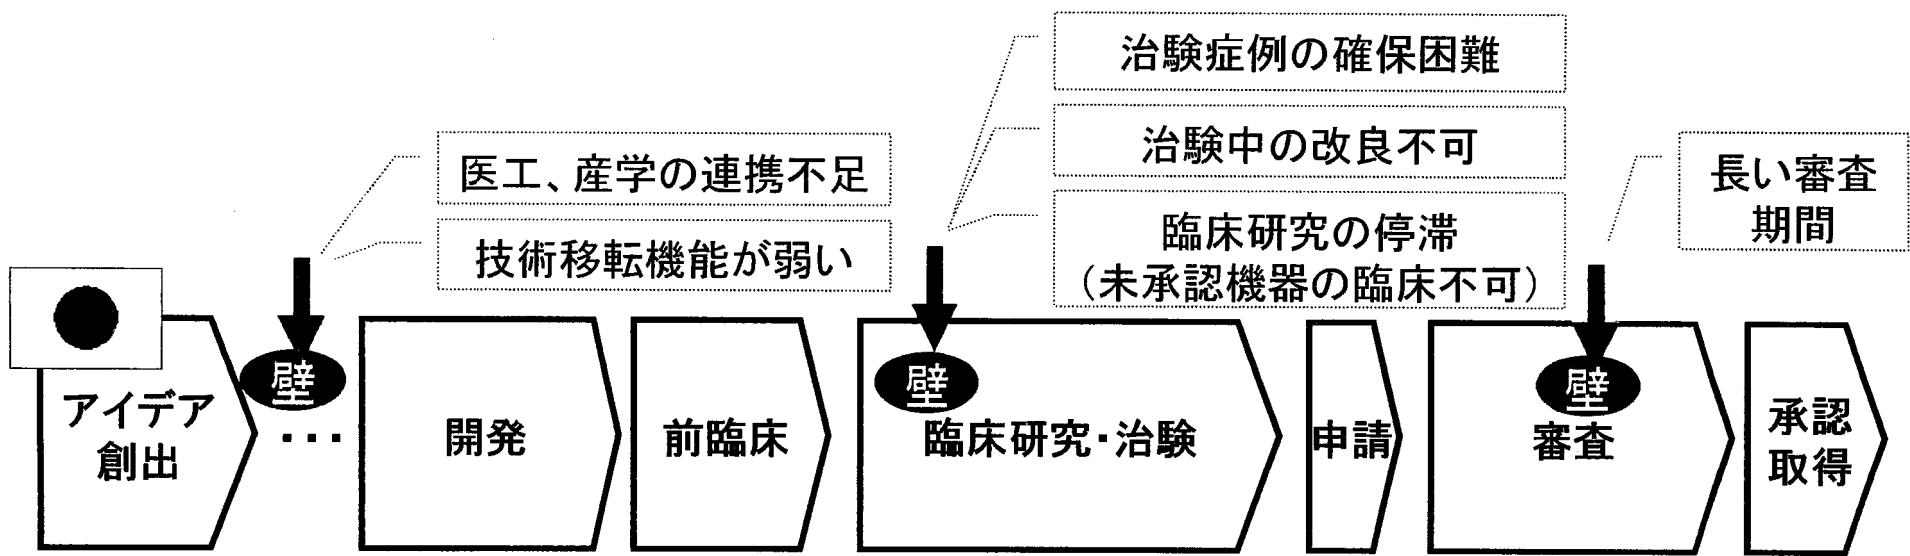 治験症例の確保困難
治験中の改良不可
臨床研究の停滞
（未承認機器の臨床不可）
医工、産学の連携不足
技術移転機能が弱い
長い審査
期間
壁
壁
壁
アイデア
創出
・・・
開発
前臨床
臨床研究・治験
申請
審査
承認
取得